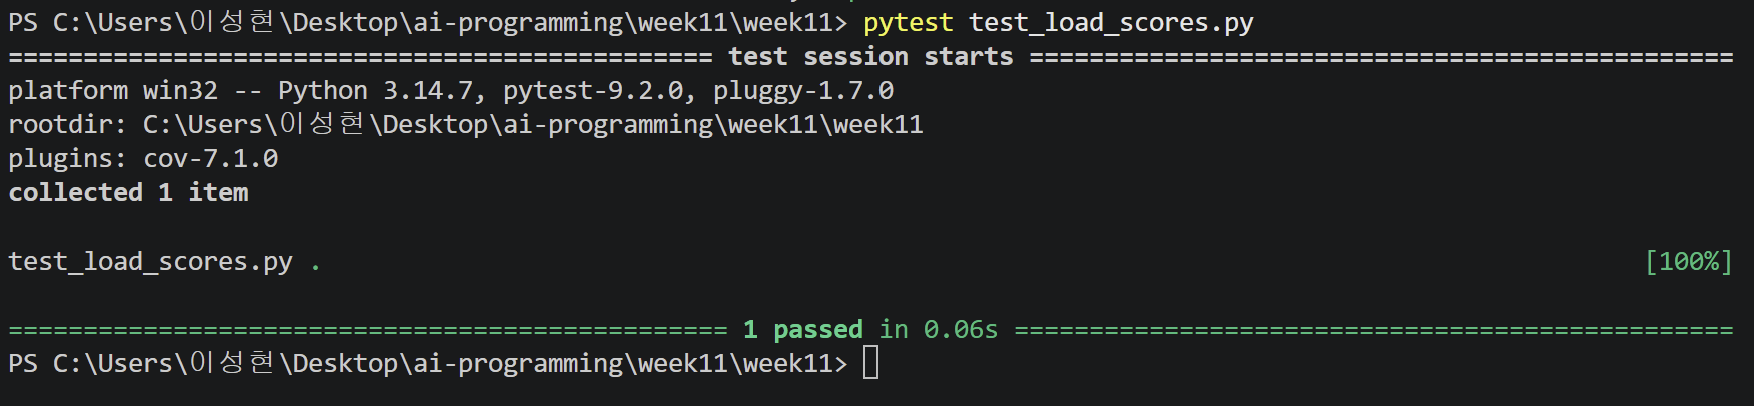 PS C:\Users\이성현\Desktop\ai-programming\week11\week11> pytest test_load_scores.py
=============================================== test session starts ===============================================
platform win32 -- Python 3.14.7, pytest-9.2.0, pluggy-1.7.0
rootdir: C:\Users\이성현\Desktop\ai-programming\week11\week11
plugins: cov-7.1.0
collected 1 item
test_load_scores.py . [100%]
================================================ 1 passed in 0.06s ================================================
PS C:\Users\이성현\Desktop\ai-programming\week11\week11>